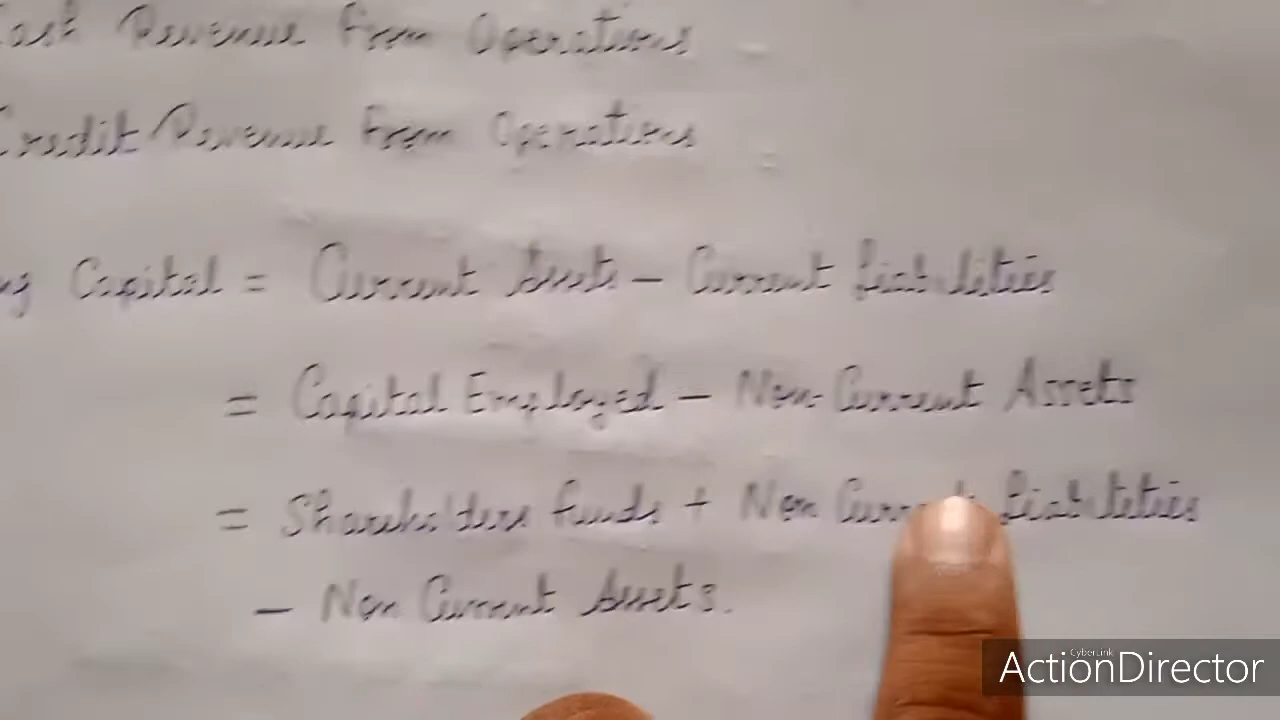 Cash Revenue from Operations
Credit Revenue from Operations
Capital = Current Assets – Current Liabilities
= Capital Employed – Non-Current Assets
= Shareholders funds + Non Current Liabilities
– Non Current Assets.
CyberLink
ActionDirector